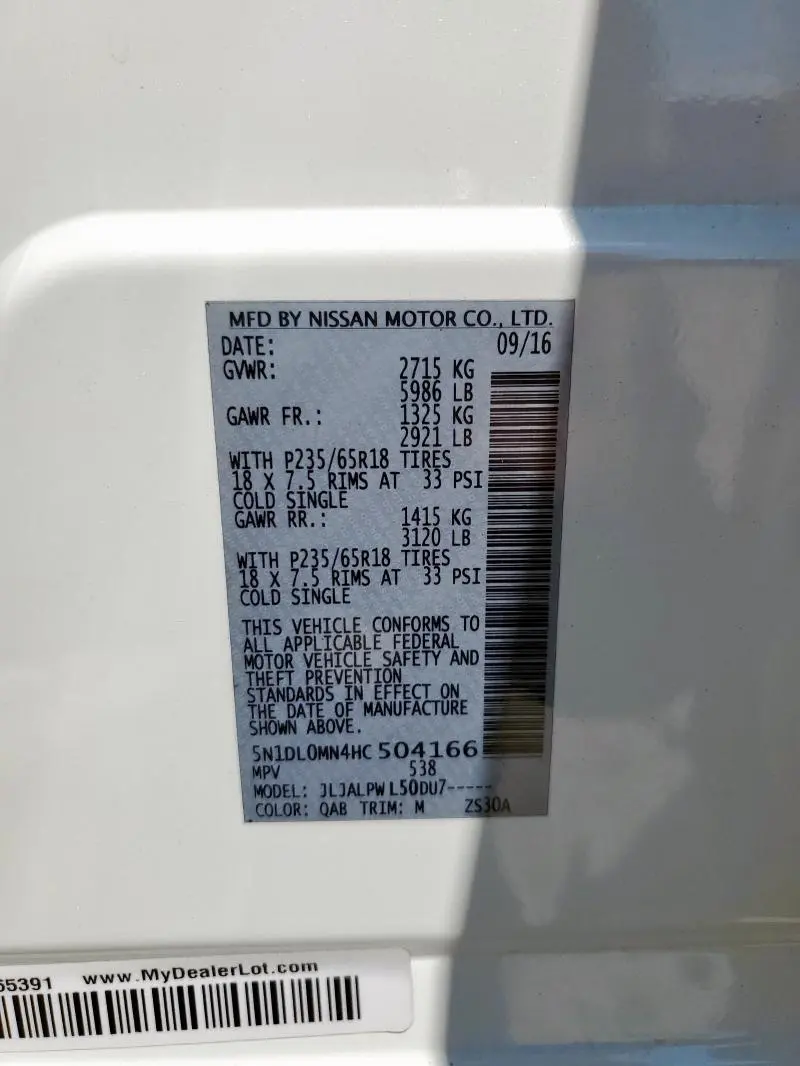 MFD BY NISSAN MOTOR CO., LTD.
DATE: 09/16
GVWR: 2715 KG
5986 LB
GAWR FR.: 1325 KG
2921 LB
WITH P235/65R18 TIRES
18 X 7.5 RIMS AT 33 PSI
COLD SINGLE
GAWR RR.: 1415 KG
3120 LB
WITH P235/65R18 TIRES
18 X 7.5 RIMS AT 33 PSI
COLD SINGLE
THIS VEHICLE CONFORMS TO
ALL APPLICABLE FEDERAL
MOTOR VEHICLE SAFETY AND
THEFT PREVENTION
STANDARDS IN EFFECT ON
THE DATE OF MANUFACTURE
SHOWN ABOVE.
5N1DL0MN4HC 504166
MPV 538
MODEL: JLJALPW L50DU7-----
COLOR: QAB TRIM: M ZS30A
65391 www.MyDealerLot.com